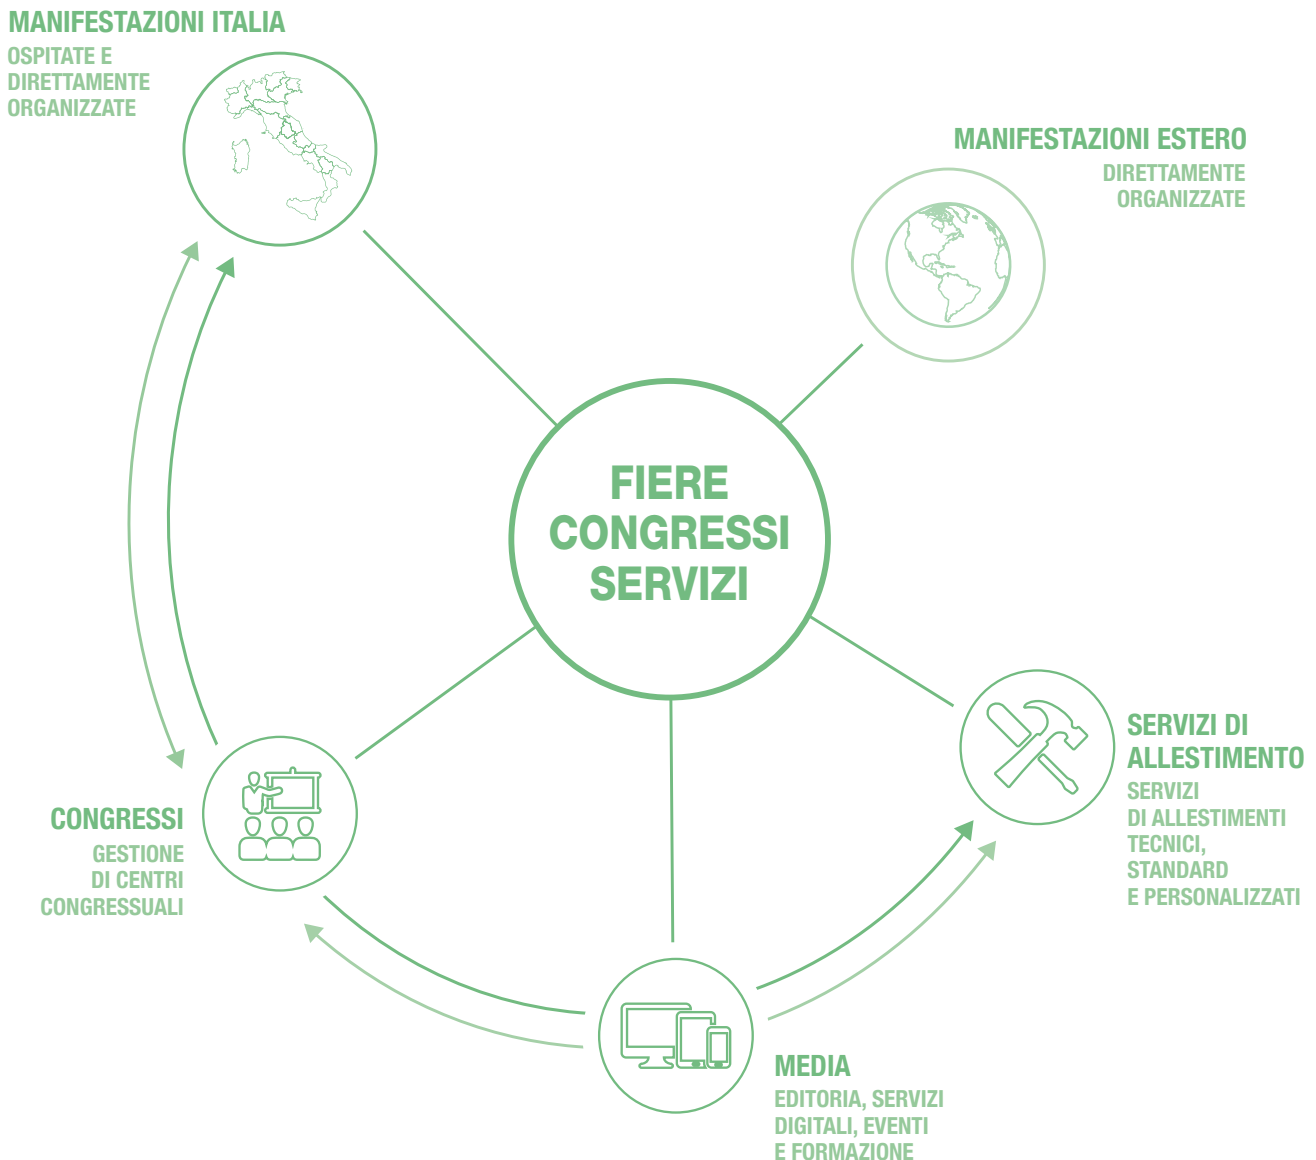 MANIFESTAZIONI ITALIA
OSPITATE E
DIRETTAMENTE
ORGANIZZATE
MANIFESTAZIONI ESTERO
DIRETTAMENTE
ORGANIZZATE
FIERE
CONGRESSI
SERVIZI
SERVIZI DI
ALLESTIMENTO
SERVIZI
DI ALLESTIMENTI
TECNICI,
STANDARD
E PERSONALIZZATI
CONGRESSI
GESTIONE
DI CENTRI
CONGRESSUALI
MEDIA
EDITORIA, SERVIZI
DIGITALI, EVENTI
E FORMAZIONE